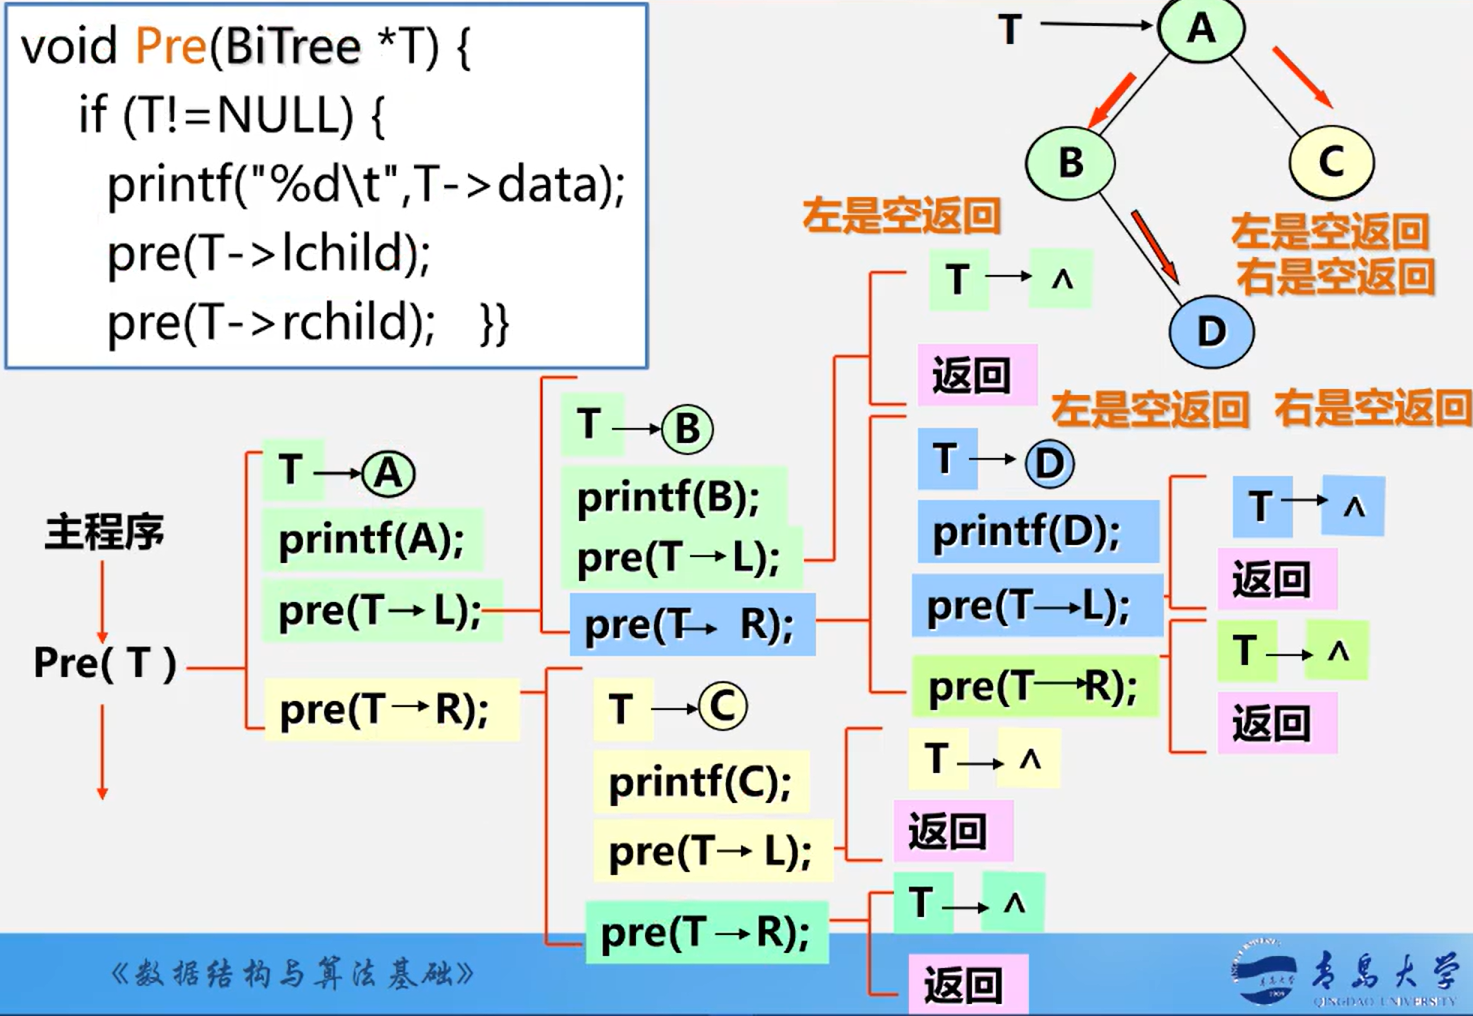 void Pre(BiTree *T) {
if (T!=NULL) {
printf("%d\t",T->data);
pre(T->lchild);
pre(T->rchild); }}
T
A
B
C
D
左是空返回
左是空返回
右是空返回
左是空返回 右是空返回
主程序
Pre( T )
T → A
printf(A);
pre(T→L);
pre(T→R);
T → B
printf(B);
pre(T→L);
pre(T→ R);
T → ∧
返回
T → D
printf(D);
pre(T→L);
pre(T→R);
T → ∧
返回
T → ∧
返回
T → C
printf(C);
pre(T→ L);
pre(T→R);
T → ∧
返回
T → ∧
返回
《数据结构与算法基础》
青岛大学
QINGDAO UNIVERSITY